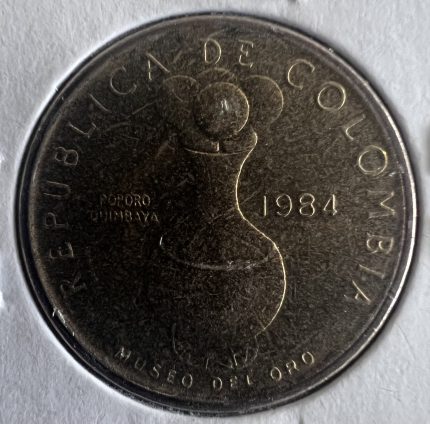 REPUBLICA DE COLOMBIA
POPORO
QUIMBAYA
1984
MUSEO DEL ORO